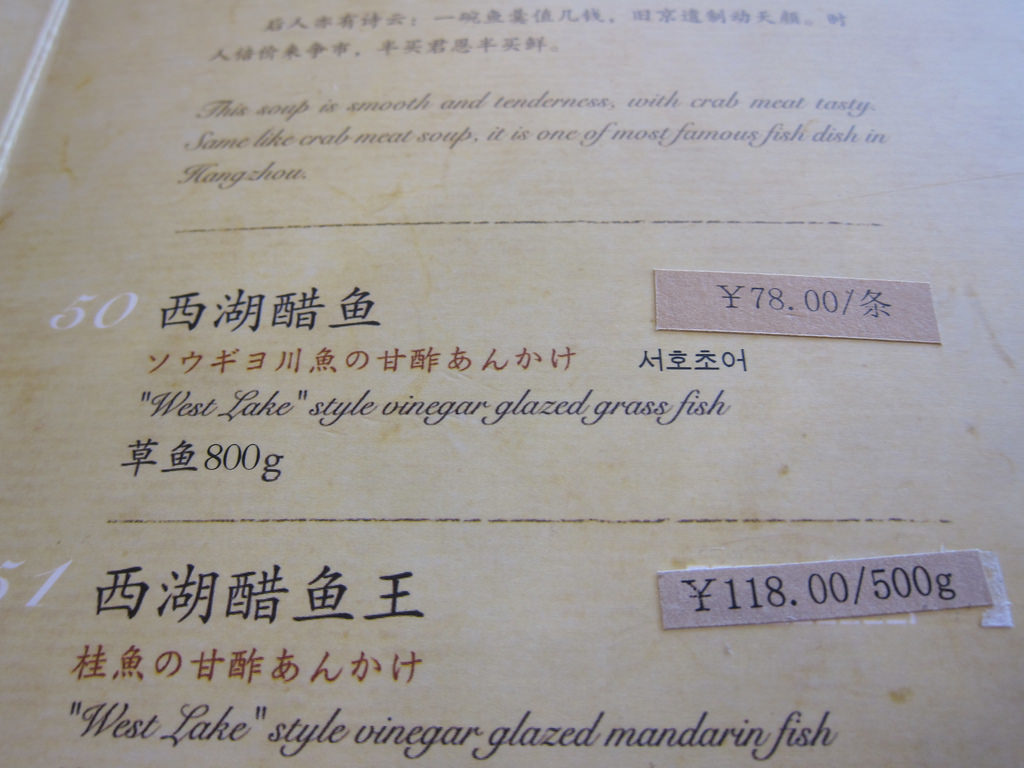 后人亦有诗云：一碗鱼羹值几钱，旧京遗制动天颜。时
人倍价来争市，半买君恩半买鲜。
This soup is smooth and tenderness, with crab meat tasty.
Same like crab meat soup, it is one of most famous fish dish in
Hangzhou.
50 西湖醋鱼 ¥78.00/条
ソウギヨ川魚の甘酢あんかけ 서호초어
"West Lake" style vinegar glazed grass fish
草鱼800g
51 西湖醋鱼王 ¥118.00/500g
桂魚の甘酢あんかけ
"West Lake" style vinegar glazed mandarin fish